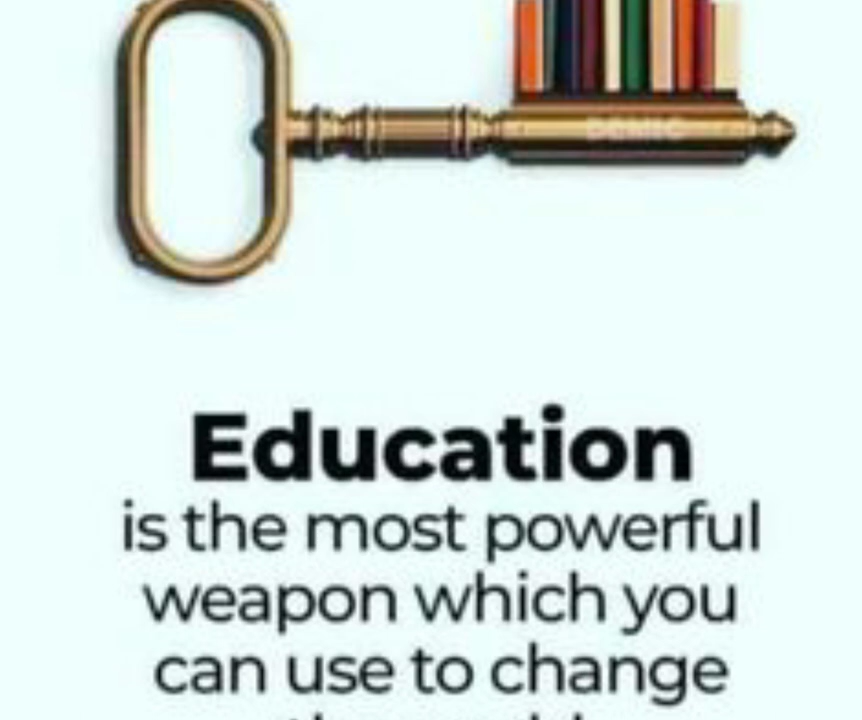 Education
is the most powerful
weapon which you
can use to change